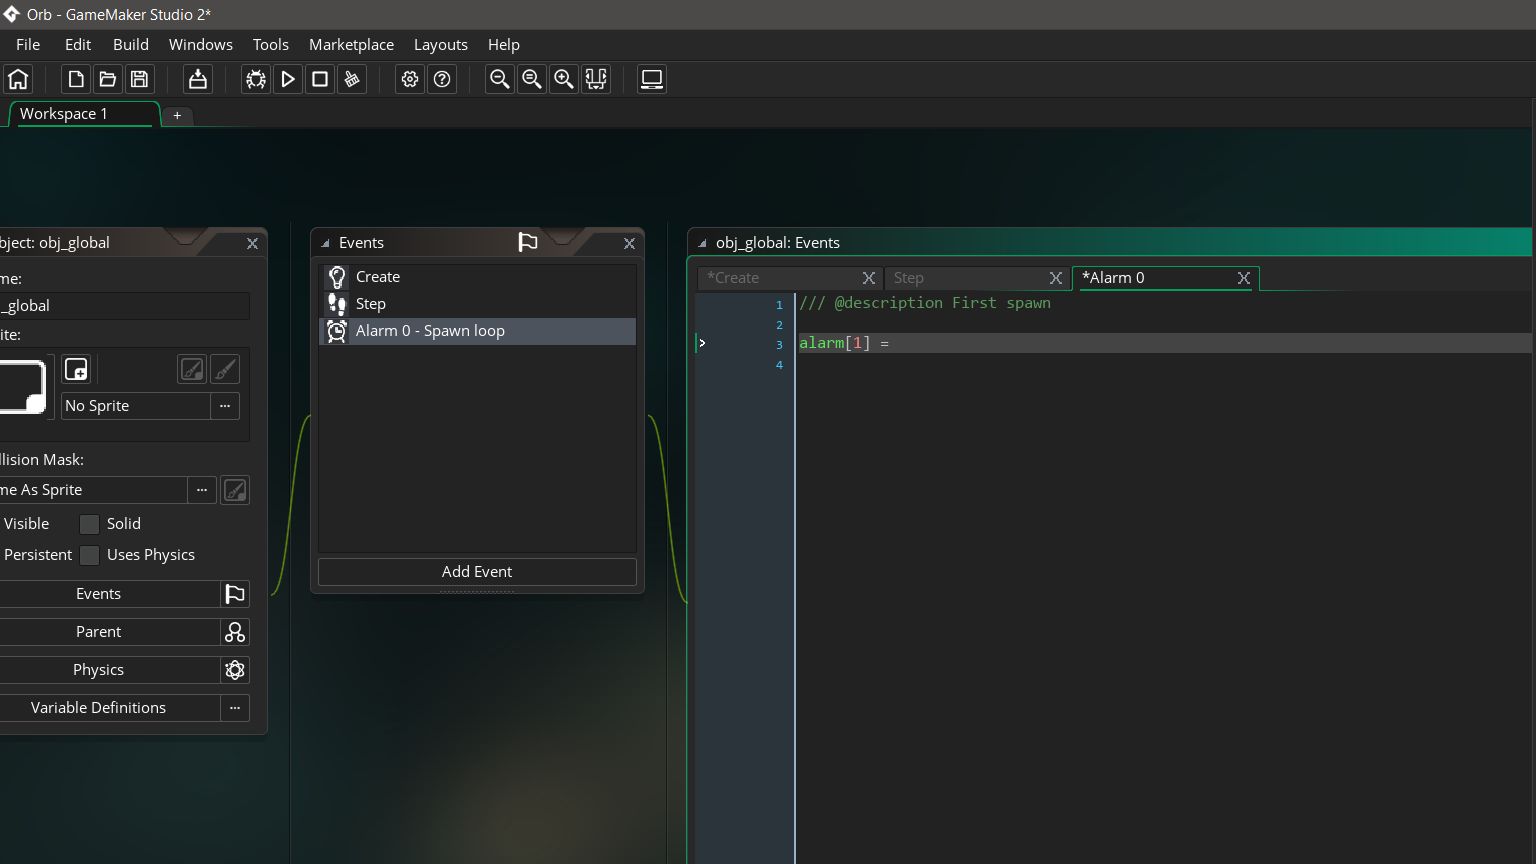 Orb - GameMaker Studio 2*
File Edit Build Windows Tools Marketplace Layouts Help
Workspace 1 +
bject: obj_global
me:
_global
ite:
No Sprite ...
llision Mask:
me As Sprite ...
Visible Solid
Persistent Uses Physics
Events
Parent
Physics
Variable Definitions ...
Events
Create
Step
Alarm 0 - Spawn loop
Add Event
obj_global: Events
*Create Step *Alarm 0
1 /// @description First spawn
2
3 alarm[1] =
4